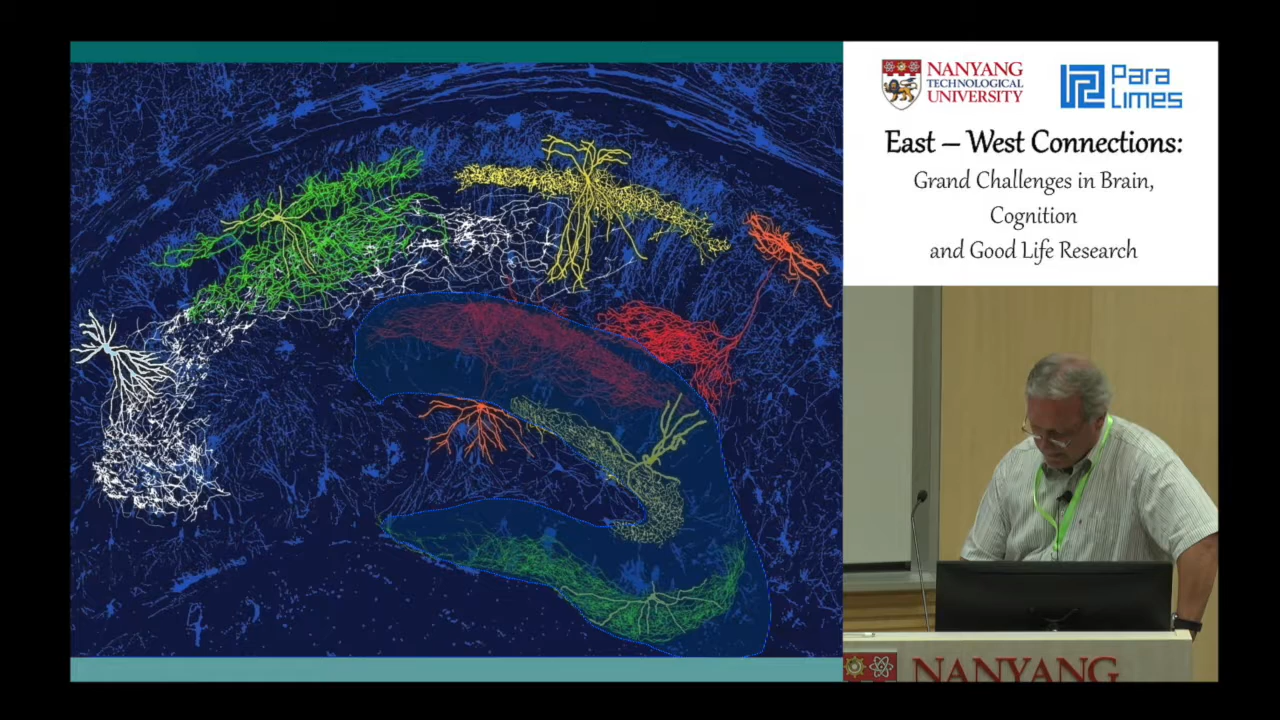 NANYANG
TECHNOLOGICAL
UNIVERSITY
Para
Limes
East – West Connections:
Grand Challenges in Brain,
Cognition
and Good Life Research
NANYANG